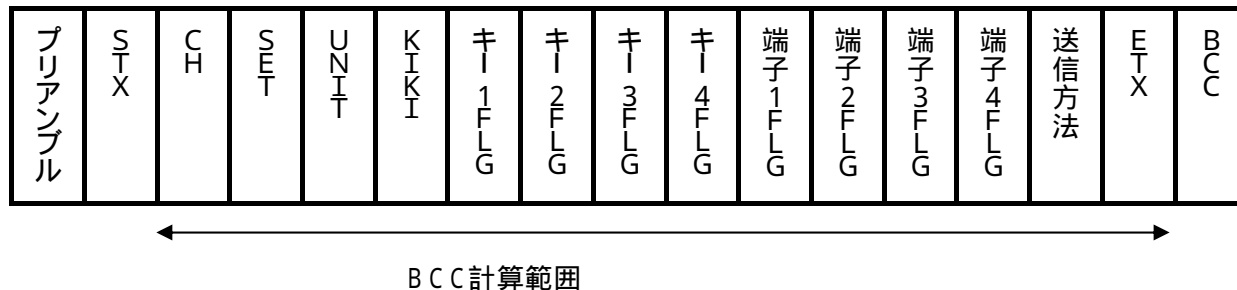 プリアンブル
STX
CH
SET
UNIT
KIKI
キー1FLG
キー2FLG
キー3FLG
キー4FLG
端子1FLG
端子2FLG
端子3FLG
端子4FLG
送信方法
ETX
BCC
BCC計算範囲